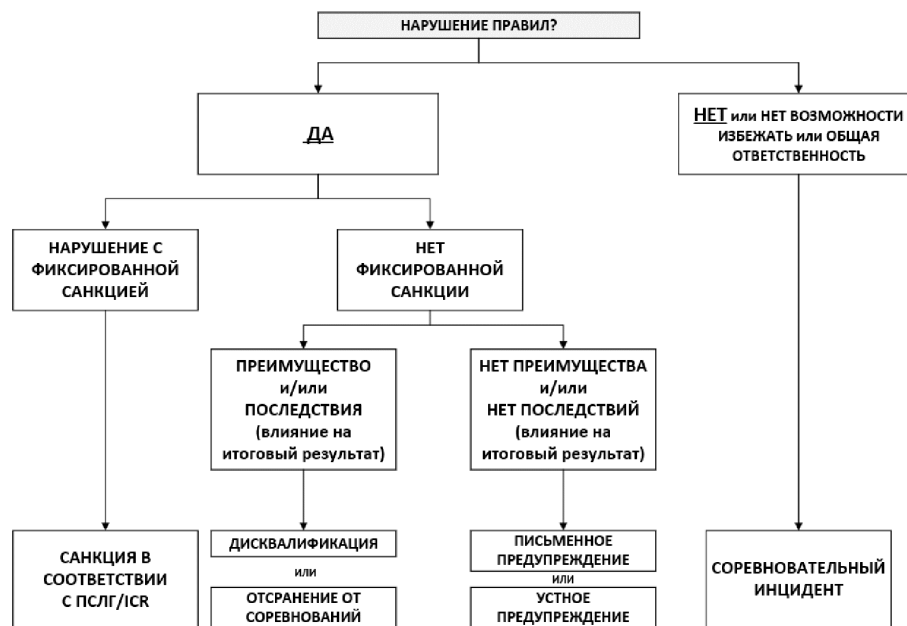 НАРУШЕНИЕ ПРАВИЛ?
ДА
НЕТ или НЕТ ВОЗМОЖНОСТИ
ИЗБЕЖАТЬ или ОБЩАЯ
ОТВЕТСТВЕННОСТЬ
НАРУШЕНИЕ С
ФИКСИРОВАННОЙ
САНКЦИЕЙ
НЕТ
ФИКСИРОВАННОЙ
САНКЦИИ
ПРЕИМУЩЕСТВО
и/или
ПОСЛЕДСТВИЯ
(влияние на
итоговый результат)
НЕТ ПРЕИМУЩЕСТВА
и/или
НЕТ ПОСЛЕДСТВИЙ
(влияние на
итоговый результат)
САНКЦИЯ В
СООТВЕТСТВИИ
С ПСЛГ/ICR
ДИСКВАЛИФИКАЦИЯ
или
ОТСРАНЕНИЕ ОТ
СОРЕВНОВАНИЙ
ПИСЬМЕННОЕ
ПРЕДУПРЕЖДЕНИЕ
или
УСТНОЕ
ПРЕДУПРЕЖДЕНИЕ
СОРЕВНОВАТЕЛЬНЫЙ
ИНЦИДЕНТ